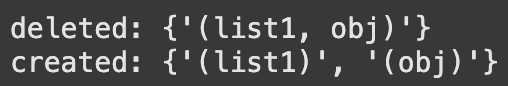 deleted: {'(list1, obj)'}
created: {'(list1)', '(obj)'}